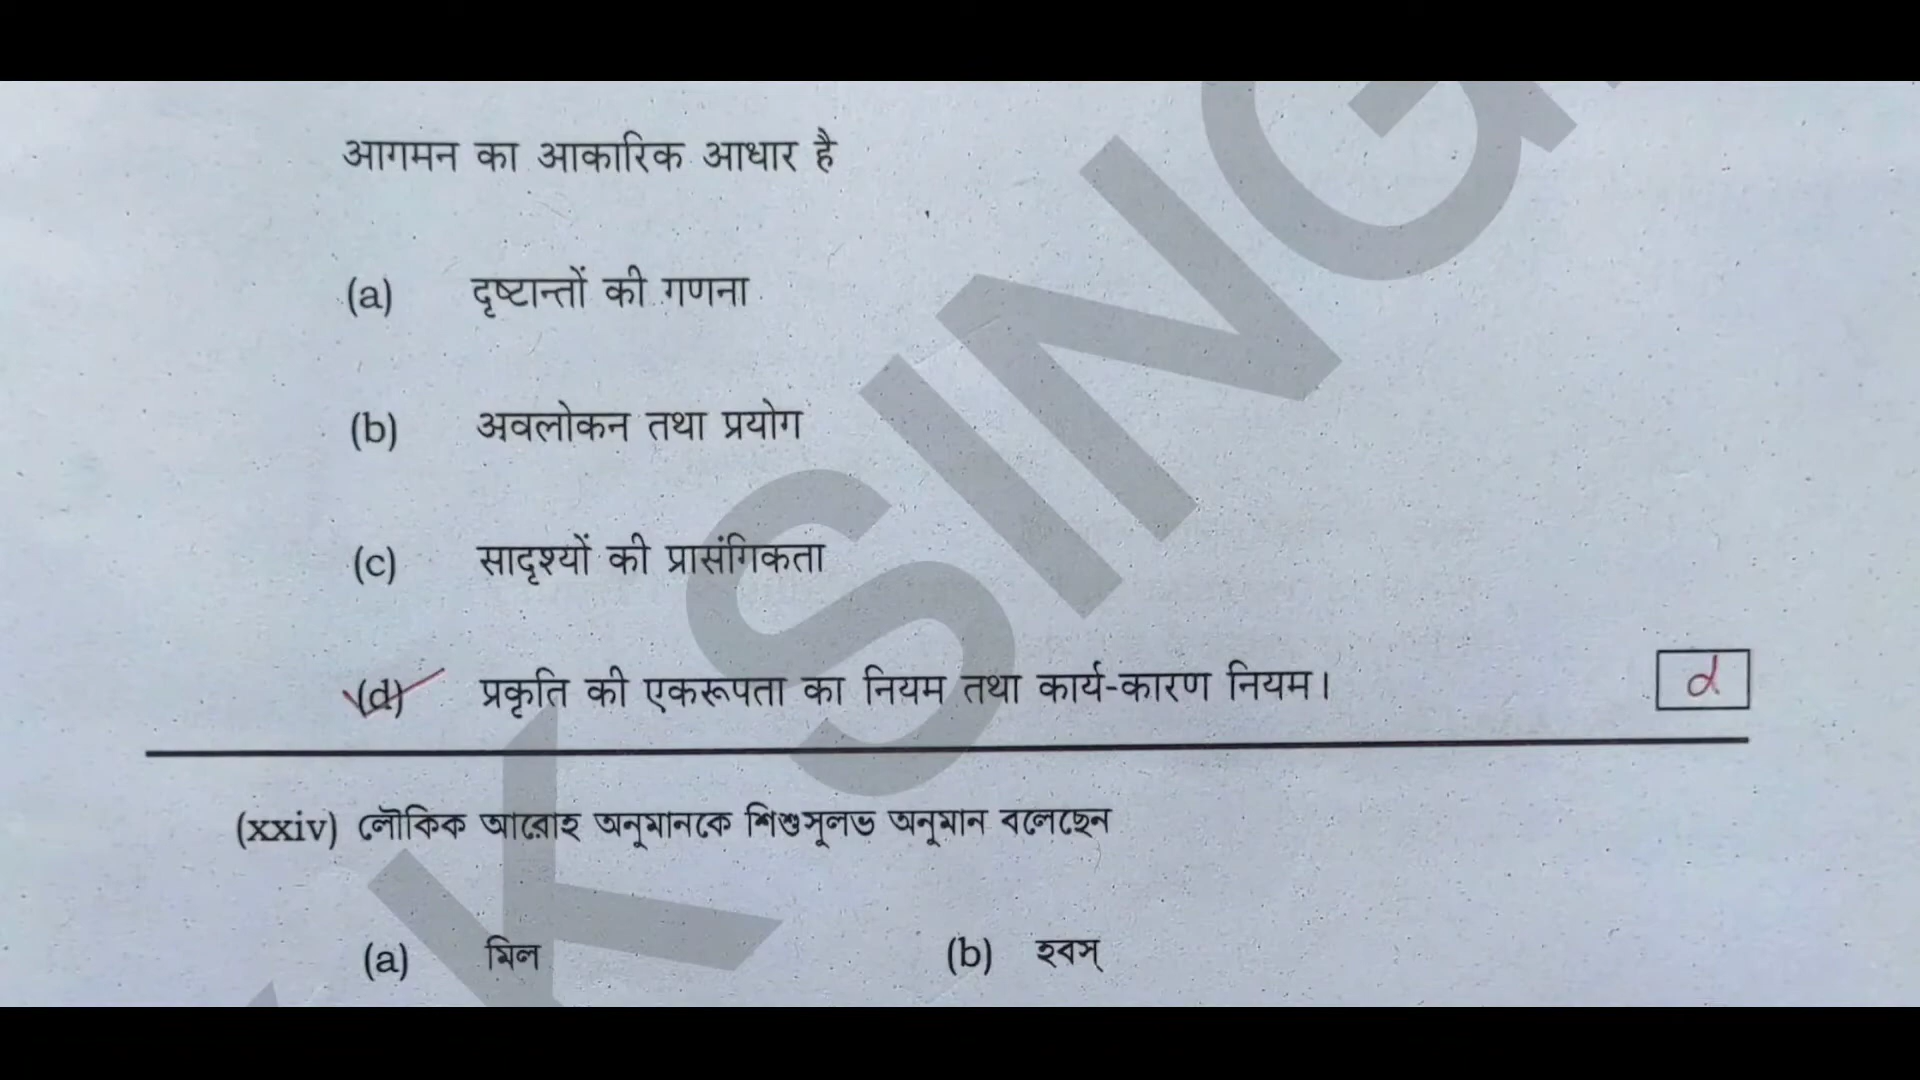 आगमन का आकारिक आधार है
(a) दृष्टान्तों की गणना
(b) अवलोकन तथा प्रयोग
(c) सादृश्यों की प्रासंगिकता
(d) प्रकृति की एकरूपता का नियम तथा कार्य-कारण नियम। d
(xxiv) লৌকিক আরোহ অনুমানকে শিশুসুলভ অনুমান বলেছেন
(a) মিল (b) হবস্
K SING